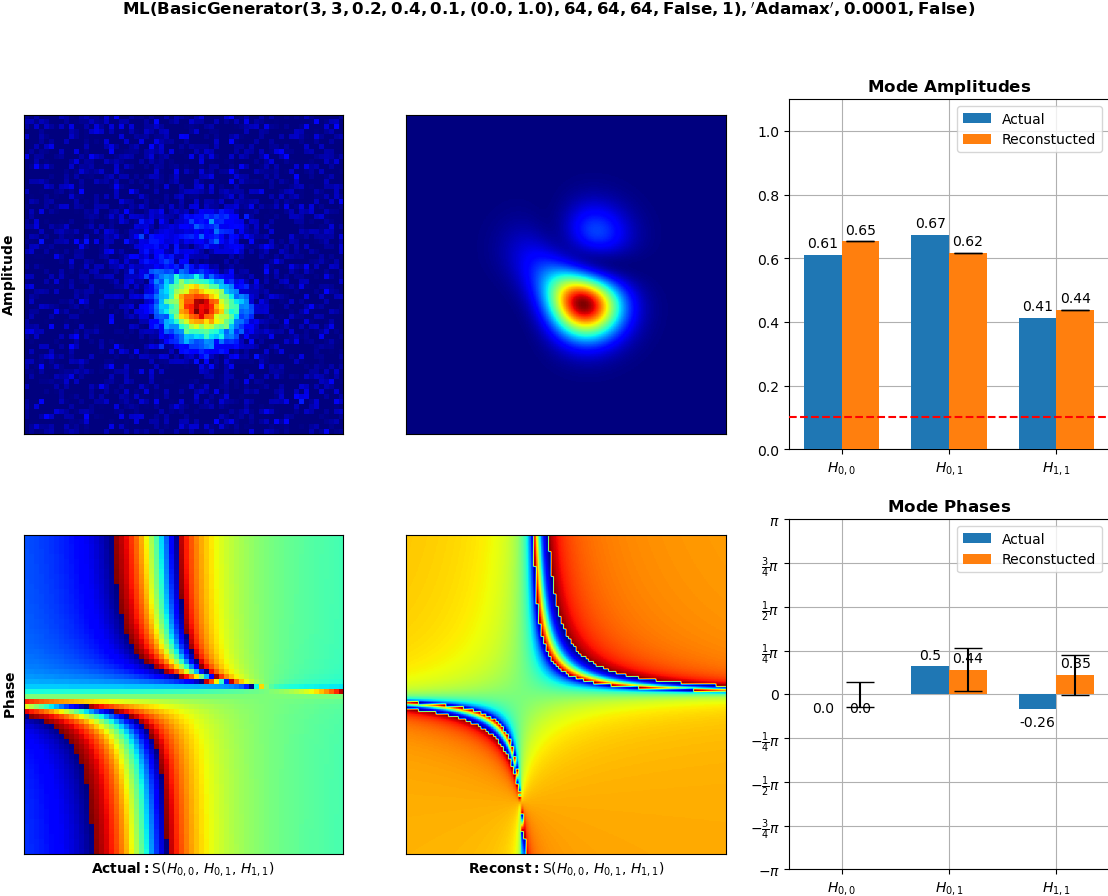 ML(BasicGenerator(3, 3, 0.2, 0.4, 0.1, (0.0, 1.0), 64, 64, 64, False, 1), ′Adamax′, 0.0001, False)
Amplitude
Mode Amplitudes
Actual
Reconstucted
1.0
0.8
0.6
0.4
0.2
0.0
0.61
0.65
0.67
0.62
0.41
0.44
H0,0
H0,1
H1,1
Phase
Actual: S(H0,0, H0,1, H1,1)
Reconst: S(H0,0, H0,1, H1,1)
Mode Phases
Actual
Reconstucted
π
3/4π
1/2π
1/4π
0
−1/4π
−1/2π
−3/4π
−π
0.0
-0.0
0.5
0.44
-0.26
0.35
H0,0
H0,1
H1,1